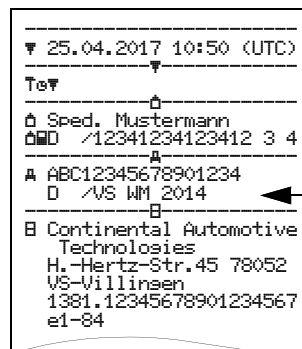 ▼ 25.04.2017 10:50 (UTC)
T⊙▼
Sped. Mustermann
D /12341234123412 3 4
ABC12345678901234
D /VS WM 2014
Continental Automotive
Technologies
H.-Hertz-Str.45 78052
VS-Villingen
1381.12345678901234567
e1-84